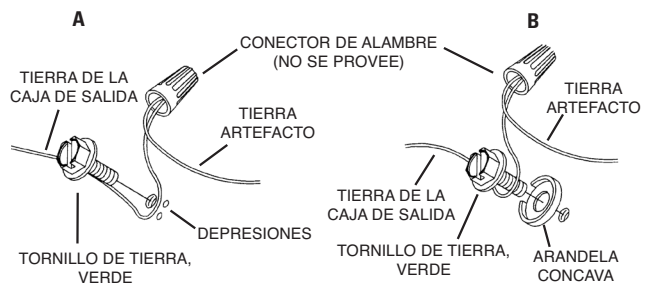 A
B
CONECTOR DE ALAMBRE
(NO SE PROVEE)
TIERRA DE LA
CAJA DE SALIDA
TIERRA
ARTEFACTO
DEPRESIONES
TORNILLO DE TIERRA,
VERDE
TIERRA
ARTEFACTO
TIERRA DE LA
CAJA DE SALIDA
TORNILLO DE TIERRA,
VERDE
ARANDELA
CONCAVA